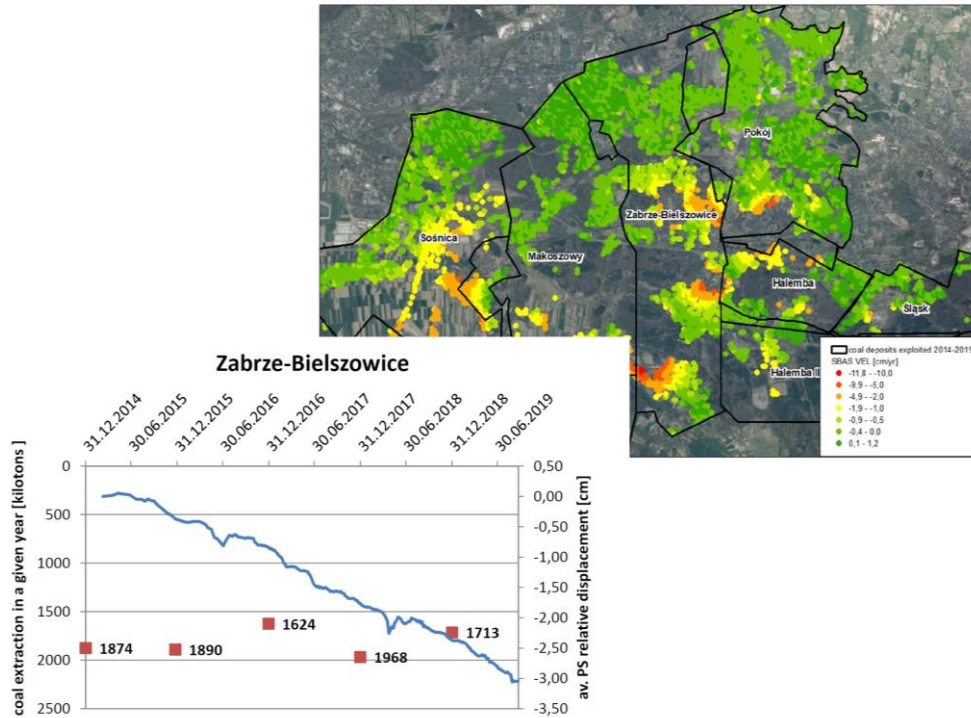 Pokój
Zabrze-Bielszowice
Sośnica
Makoszowy
Halemba
Śląsk
Halemba II
coal deposits exploited 2014-2019
SBAS VEL [cm/yr]
-11,8 - -10,0
-9,9 - -5,0
-4,9 - -2,0
-1,9 - -1,0
-0,9 - -0,5
-0,4 - 0,0
0,1 - 1,2
Zabrze-Bielszowice
31.12.2014
30.06.2015
31.12.2015
30.06.2016
31.12.2016
30.06.2017
31.12.2017
30.06.2018
31.12.2018
30.06.2019
coal extraction in a given year [kilotons]
0
500
1000
1500
2000
2500
1874
1890
1624
1968
1713
0,50
0,00
-0,50
-1,00
-1,50
-2,00
-2,50
-3,00
-3,50
av. PS relative displacement [cm]